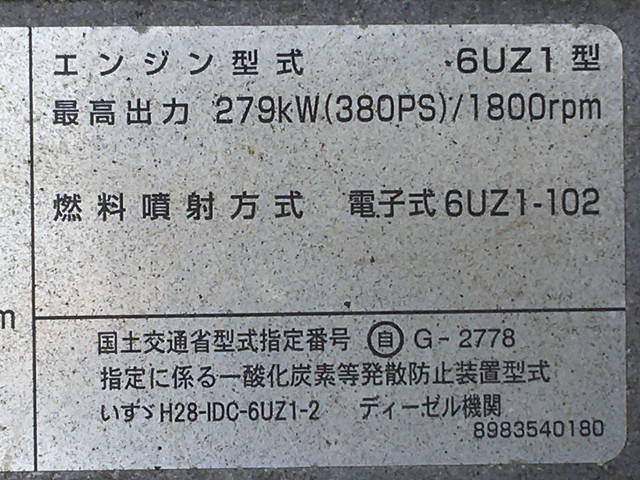 エンジン型式 6UZ1型
最高出力 279kW(380PS)/1800rpm
燃料噴射方式 電子式6UZ1-102
m
国土交通省型式指定番号 自 G-2778
指定に係る一酸化炭素等発散防止装置型式
いすゞH28-IDC-6UZ1-2 ディーゼル機関
8983540180